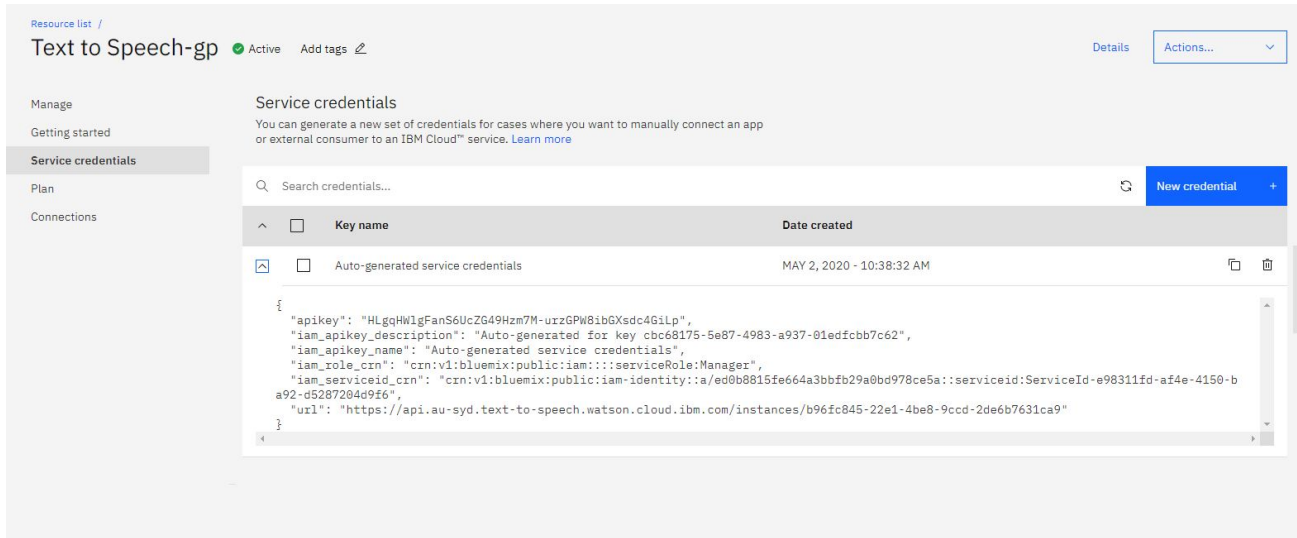 Resource list /
Text to Speech-gp Active Add tags Details Actions...
Manage
Getting started
Service credentials
Plan
Connections
Service credentials
You can generate a new set of credentials for cases where you want to manually connect an app
or external consumer to an IBM Cloud™ service. Learn more
Search credentials... New credential +
Key name Date created
Auto-generated service credentials MAY 2, 2020 - 10:38:32 AM
{
"apikey": "HLgqHWlgFanS6UcZG49Hzm7M-urzGPW8ibGXsdc4GiLp",
"iam_apikey_description": "Auto-generated for key cbc68175-5e87-4983-a937-01edfcbb7c62",
"iam_apikey_name": "Auto-generated service credentials",
"iam_role_crn": "crn:v1:bluemix:public:iam::::serviceRole:Manager",
"iam_serviceid_crn": "crn:v1:bluemix:public:iam-identity::a/ed0b8815fe664a3bbfb29a0bd978ce5a::serviceid:ServiceId-e98311fd-af4e-4150-b
a92-d5287204d9f6",
"url": "https://api.au-syd.text-to-speech.watson.cloud.ibm.com/instances/b96fc845-22e1-4be8-9ccd-2de6b7631ca9"
}